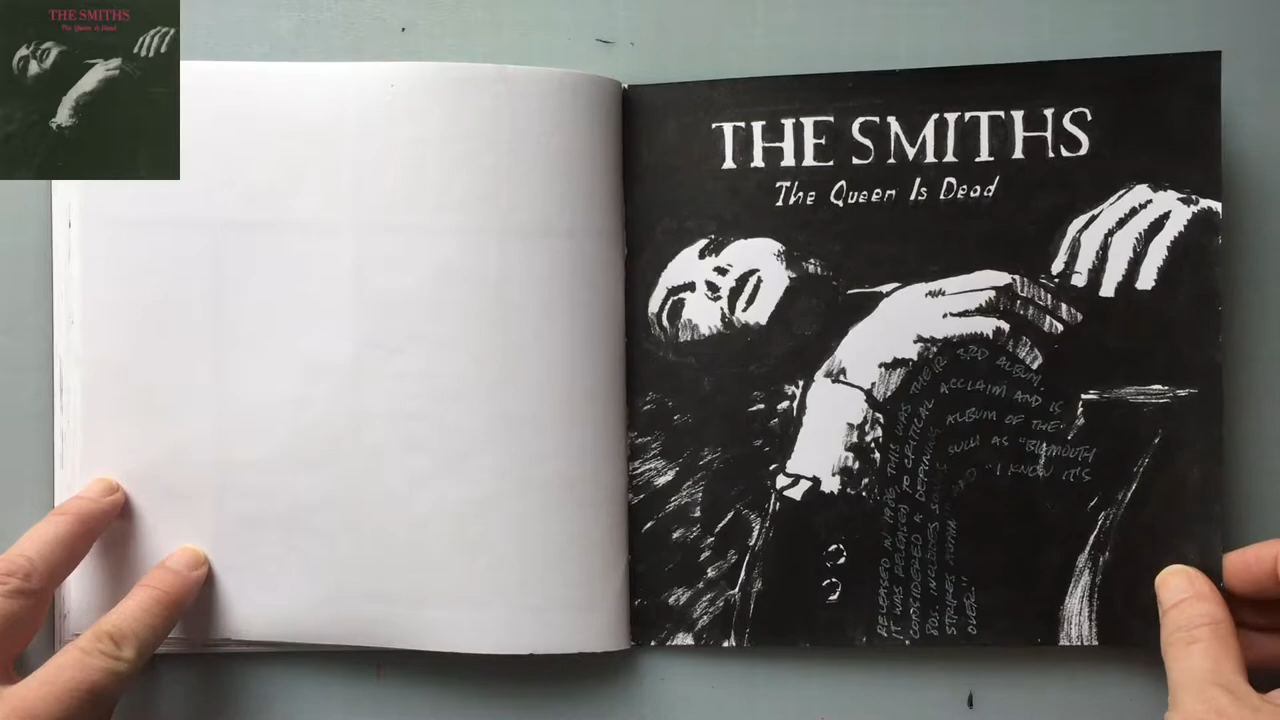 THE SMITHS
The Queen Is Dead
THE SMITHS
The Queen Is Dead
RELEASED IN 1986, THIS WAS THEIR 3RD ALBUM.
IT WAS RELEASED TO CRITICAL ACCLAIM AND IS
CONSIDERED A DEFINING ALBUM OF THE
80S. INCLUDES SONGS SUCH AS "BIGMOUTH
STRIKES AGAIN" AND "I KNOW IT'S
OVER"